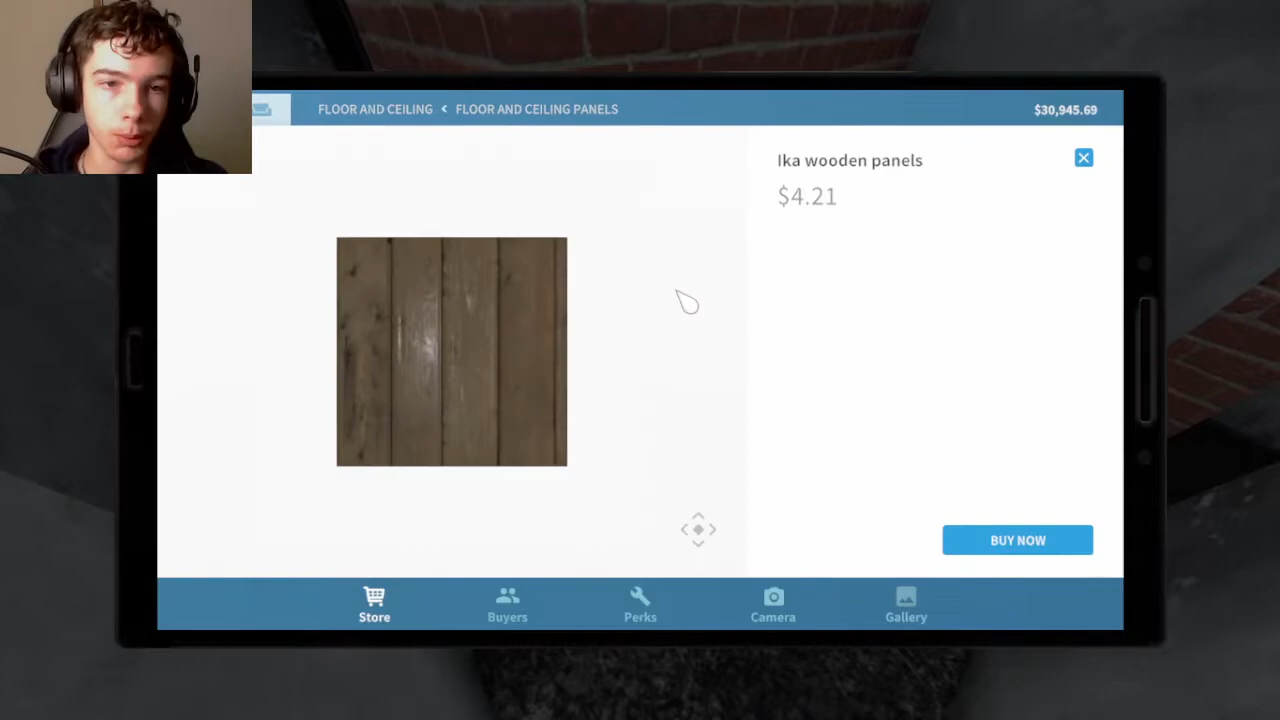 FLOOR AND CEILING < FLOOR AND CEILING PANELS
$30,945.69
Ika wooden panels
$4.21
BUY NOW
Store
Buyers
Perks
Camera
Gallery